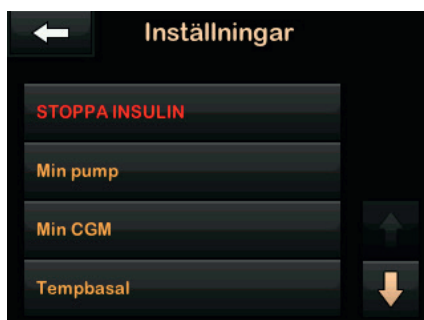 Inställningar
STOPPA INSULIN
Min pump
Min CGM
Tempbasal